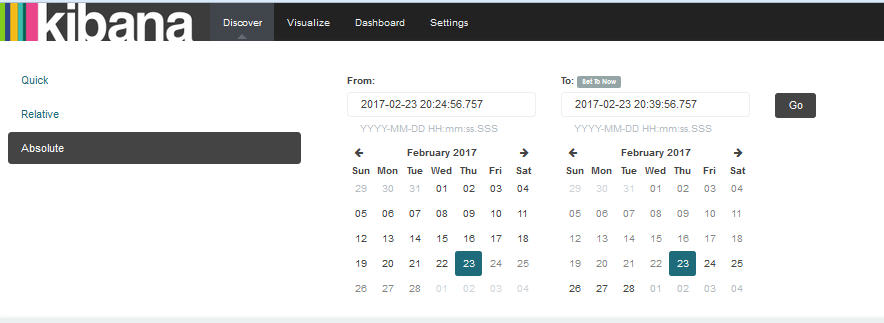 kibana Discover Visualize Dashboard Settings
Quick
Relative
Absolute
From:
2017-02-23 20:24:56.757
YYYY-MM-DD HH:mm:ss.SSS
February 2017
Sun Mon Tue Wed Thu Fri Sat
29 30 31 01 02 03 04
05 06 07 08 09 10 11
12 13 14 15 16 17 18
19 20 21 22 23 24 25
26 27 28 01 02 03 04
To: Set To Now
2017-02-23 20:39:56.757
YYYY-MM-DD HH:mm:ss.SSS
February 2017
Sun Mon Tue Wed Thu Fri Sat
29 30 31 01 02 03 04
05 06 07 08 09 10 11
12 13 14 15 16 17 18
19 20 21 22 23 24 25
26 27 28 01 02 03 04
Go